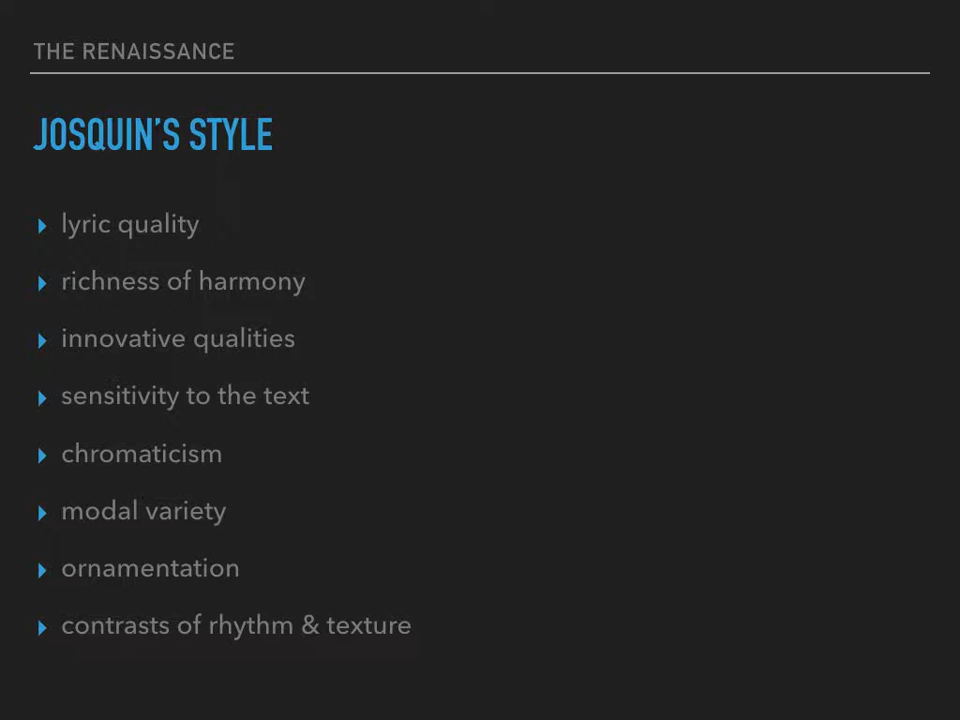 THE RENAISSANCE
JOSQUIN'S STYLE
lyric quality
richness of harmony
innovative qualities
sensitivity to the text
chromaticism
modal variety
ornamentation
contrasts of rhythm & texture